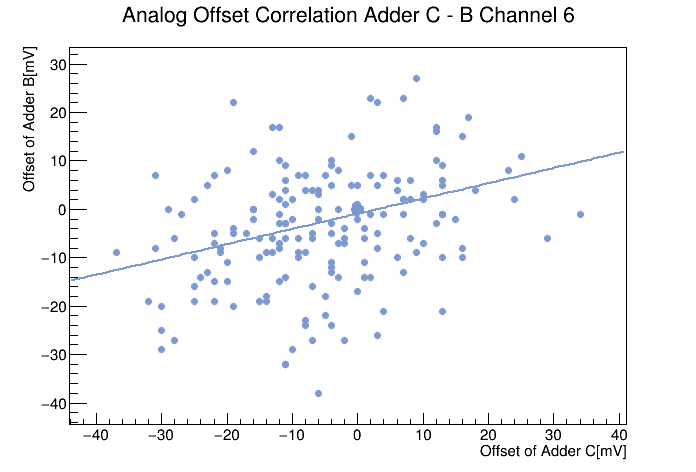 Analog Offset Correlation Adder C - B Channel 6
Offset of Adder B[mV]
30
20
10
0
−10
−20
−30
−40
−40 −30 −20 −10 0 10 20 30 40
Offset of Adder C[mV]